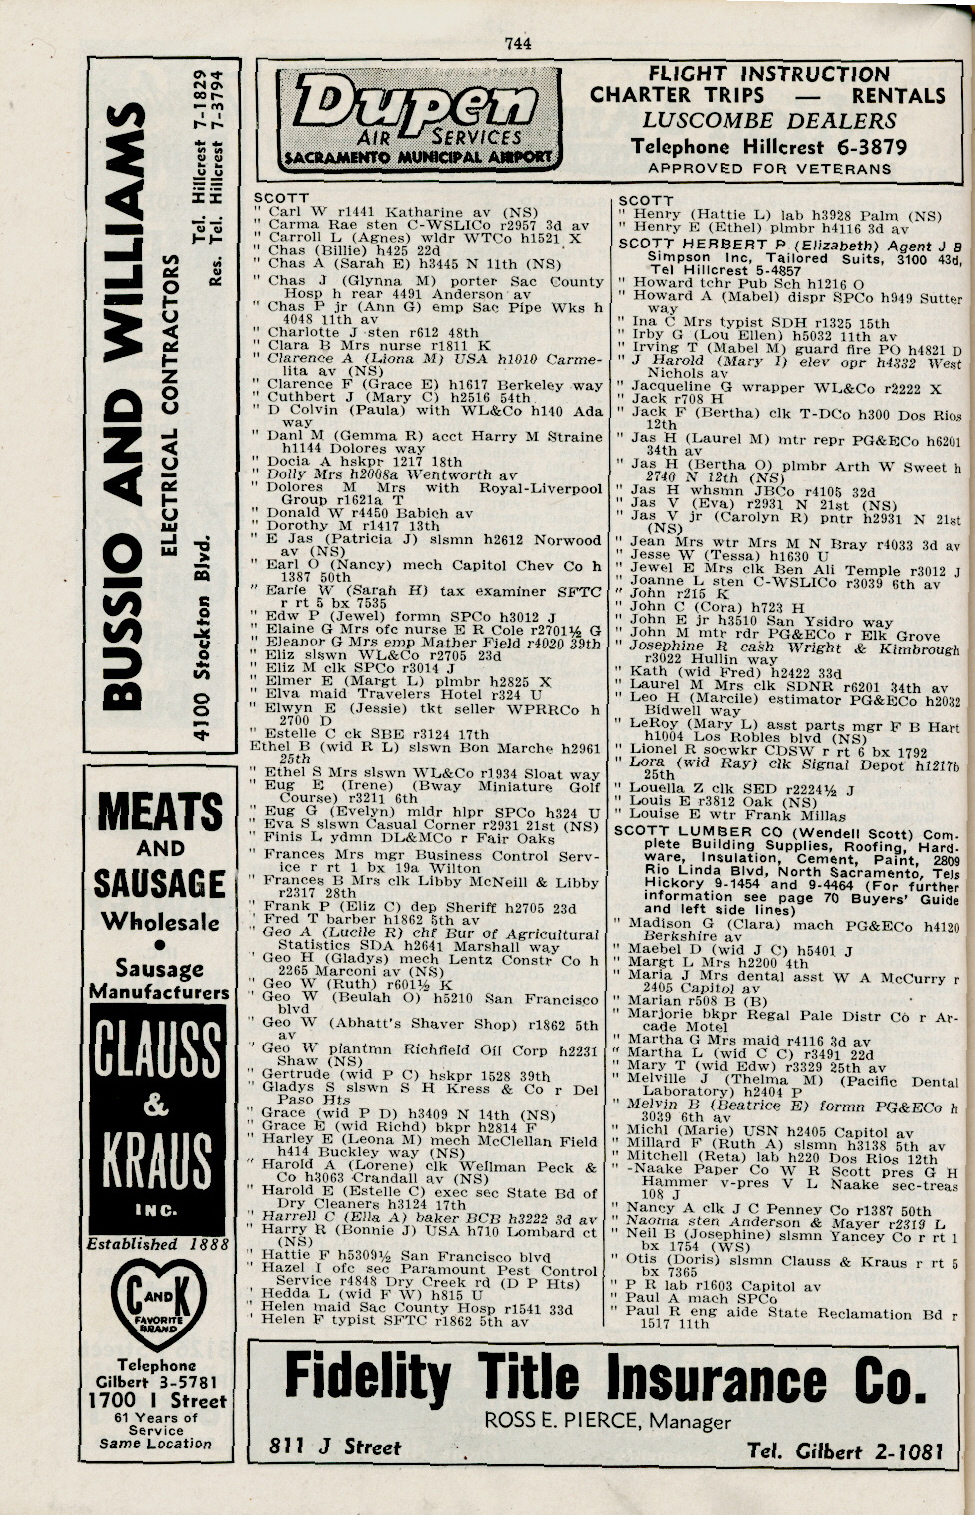 744
BUSSIO AND WILLIAMS
ELECTRICAL CONTRACTORS
4100 Stockton Blvd.
Tel. Hillcrest 7-1829
Res. Tel. Hillcrest 7-3794
MEATS
AND
SAUSAGE
Wholesale
•
Sausage
Manufacturers
CLAUSS
&
KRAUS
INC.
Established 1888
C AND K
FAVORITE
BRAND
Telephone
Gilbert 3-5781
1700 I Street
61 Years of
Service
Same Location
Dupen
AIR SERVICES
SACRAMENTO MUNICIPAL AIRPORT
FLIGHT INSTRUCTION
CHARTER TRIPS — RENTALS
LUSCOMBE DEALERS
Telephone Hillcrest 6-3879
APPROVED FOR VETERANS
SCOTT
" Carl W r1441 Katharine av (NS)
" Carma Rae sten C-WSLICo r2957 3d av
" Carroll L (Agnes) wldr WTCo h1521 X
" Chas (Billie) h425 22d
" Chas A (Sarah E) h3445 N 11th (NS)
" Chas J (Glynna M) porter Sac County
Hosp h rear 4491 Anderson av
" Chas P jr (Ann G) emp Sac Pipe Wks h
4048 11th av
" Charlotte J sten r612 48th
" Clara B Mrs nurse r1811 K
" Clarence A (Liona M) USA h1010 Carme-
lita av (NS)
" Clarence F (Grace E) h1617 Berkeley way
" Cuthbert J (Mary C) h2516 54th
" D Colvin (Paula) with WL&Co h140 Ada
way
" Danl M (Gemma R) acct Harry M Straine
h1144 Dolores way
" Docia A hskpr 1217 18th
" Dolly Mrs h2008a Wentworth av
" Dolores M Mrs with Royal-Liverpool
Group r1621a T
" Donald W r4450 Babich av
" Dorothy M r1417 13th
" E Jas (Patricia J) slsmn h2612 Norwood
av (NS)
" Earl O (Nancy) mech Capitol Chev Co h
1387 50th
" Earle W (Sarah H) tax examiner SFTC
r rt 5 bx 7535
" Edw P (Jewel) formn SPCo h3012 J
" Elaine G Mrs ofc nurse E R Cole r2701½ G
" Eleanor G Mrs emp Mather Field r4020 39th
" Eliz slswn WL&Co r2705 23d
" Eliz M clk SPCo r3014 J
" Elmer E (Margt L) plmbr h2825 X
" Elva maid Travelers Hotel r324 U
" Elwyn E (Jessie) tkt seller WPRRCo h
2700 D
" Estelle C ck SBE r3124 17th
Ethel B (wid R L) slswn Bon Marche h2961
25th
" Ethel S Mrs slswn WL&Co r1934 Sloat way
" Eug E (Irene) (Bway Miniature Golf
Course) r3211 6th
" Eug G (Evelyn) mldr hlpr SPCo h324 U
" Eva S slswn Casual Corner r2931 21st (NS)
" Finis L ydmn DL&MCo r Fair Oaks
" Frances Mrs mgr Business Control Serv-
ice r rt 1 bx 19a Wilton
" Frances B Mrs clk Libby McNeill & Libby
r2317 28th
" Frank P (Eliz C) dep Sheriff h2705 23d
' Fred T barber h1862 5th av
" Geo A (Lucile R) chf Bur of Agricultural
Statistics SDA h2641 Marshall way
' Geo H (Gladys) mech Lentz Constr Co h
2265 Marconi av (NS)
" Geo W (Ruth) r601½ K
' Geo W (Beulah O) h5210 San Francisco
blvd
" Geo W (Abhatt's Shaver Shop) r1862 5th
av
" Geo W plantmn Richfield Oil Corp h2231
Shaw (NS)
" Gertrude (wid P C) hskpr 1528 39th
" Gladys S slswn S H Kress & Co r Del
Paso Hts
" Grace (wid P D) h3409 N 14th (NS)
" Grace E (wid Richd) bkpr h2814 F
" Harley E (Leona M) mech McClellan Field
h414 Buckley way (NS)
" Harold A (Lorene) clk Wellman Peck &
Co h3063 Crandall av (NS)
" Harold E (Estelle C) exec sec State Bd of
Dry Cleaners h3124 17th
" Harrell C (Ella A) baker BCB h3222 3d av
" Harry R (Bonnie J) USA h710 Lombard ct
(NS)
" Hattie F h5309½ San Francisco blvd
" Hazel I ofc sec Paramount Pest Control
Service r4848 Dry Creek rd (D P Hts)
' Hedda L (wid F W) h815 U
' Helen maid Sac County Hosp r1541 33d
' Helen F typist SFTC r1862 5th av
SCOTT
" Henry (Hattie L) lab h3928 Palm (NS)
" Henry E (Ethel) plmbr h4116 3d av
SCOTT HERBERT P (Elizabeth) Agent J B
Simpson Inc, Tailored Suits, 3100 43d,
Tel Hillcrest 5-4857
" Howard tchr Pub Sch h1216 O
" Howard A (Mabel) dispr SPCo h949 Sutter
way
" Ina C Mrs typist SDH r1325 15th
" Irby G (Lou Ellen) h5032 11th av
" Irving T (Mabel M) guard fire PO h4821 D
" J Harold (Mary I) elev opr h4332 West
Nichols av
" Jacqueline G wrapper WL&Co r2222 X
" Jack r708 H
" Jack F (Bertha) clk T-DCo h300 Dos Rios
12th
" Jas H (Laurel M) mtr repr PG&ECo h6201
34th av
" Jas H (Bertha O) plmbr Arth W Sweet h
2740 N 12th (NS)
" Jas H whsmn JBCo r4105 32d
" Jas V (Eva) r2931 N 21st (NS)
" Jas V jr (Carolyn R) pntr h2931 N 21st
(NS)
" Jean Mrs wtr Mrs M N Bray r4033 3d av
" Jesse W (Tessa) h1630 U
" Jewel E Mrs clk Ben Ali Temple r3012 J
" Joanne L sten C-WSLICo r3039 6th av
" John r215 K
" John C (Cora) h723 H
" John E jr h3510 San Ysidro way
" John M mtr rdr PG&ECo r Elk Grove
" Josephine R cash Wright & Kimbrough
r3022 Hullin way
" Kath (wid Fred) h2422 33d
" Laurel M Mrs clk SDNR r6201 34th av
" Leo H (Marcile) estimator PG&ECo h2032
Bidwell way
" LeRoy (Mary L) asst parts mgr F B Hart
h1004 Los Robles blvd (NS)
" Lionel R socwkr CDSW r rt 6 bx 1792
" Lora (wid Ray) clk Signal Depot h1217b
25th
" Louella Z clk SED r2224½ J
" Louis E r3812 Oak (NS)
" Louise E wtr Frank Millas
SCOTT LUMBER CO (Wendell Scott) Com-
plete Building Supplies, Roofing, Hard-
ware, Insulation, Cement, Paint, 2809
Rio Linda Blvd, North Sacramento, Tels
Hickory 9-1454 and 9-4464 (For further
information see page 70 Buyers' Guide
and left side lines)
" Madison G (Clara) mach PG&ECo h4120
Berkshire av
" Maebel D (wid J C) h5401 J
" Margt L Mrs h2200 4th
" Maria J Mrs dental asst W A McCurry r
2405 Capitol av
" Marian r508 B (B)
" Marjorie bkpr Regal Pale Distr Co r Ar-
cade Motel
" Martha G Mrs maid r4116 3d av
" Martha L (wid C C) r3491 22d
" Mary T (wid Edw) r3329 25th av
" Melville J (Thelma M) (Pacific Dental
Laboratory) h2404 P
" Melvin B (Beatrice E) formn PG&ECo h
3039 6th av
" Michl (Marie) USN h2405 Capitol av
" Millard F (Ruth A) slsmn h3138 5th av
" Mitchell (Reta) lab h220 Dos Rios 12th
" -Naake Paper Co W R Scott pres G H
Hammer v-pres V L Naake sec-treas
108 J
" Nancy A clk J C Penney Co r1387 50th
" Naoma sten Anderson & Mayer r2319 L
" Neil B (Josephine) slsmn Yancey Co r rt 1
bx 1754 (WS)
" Otis (Doris) slsmn Clauss & Kraus r rt 5
bx 7365
" P R lab r1603 Capitol av
" Paul A mach SPCo
" Paul R eng aide State Reclamation Bd r
1517 11th
Fidelity Title Insurance Co.
ROSS E. PIERCE, Manager
811 J Street
Tel. Gilbert 2-1081